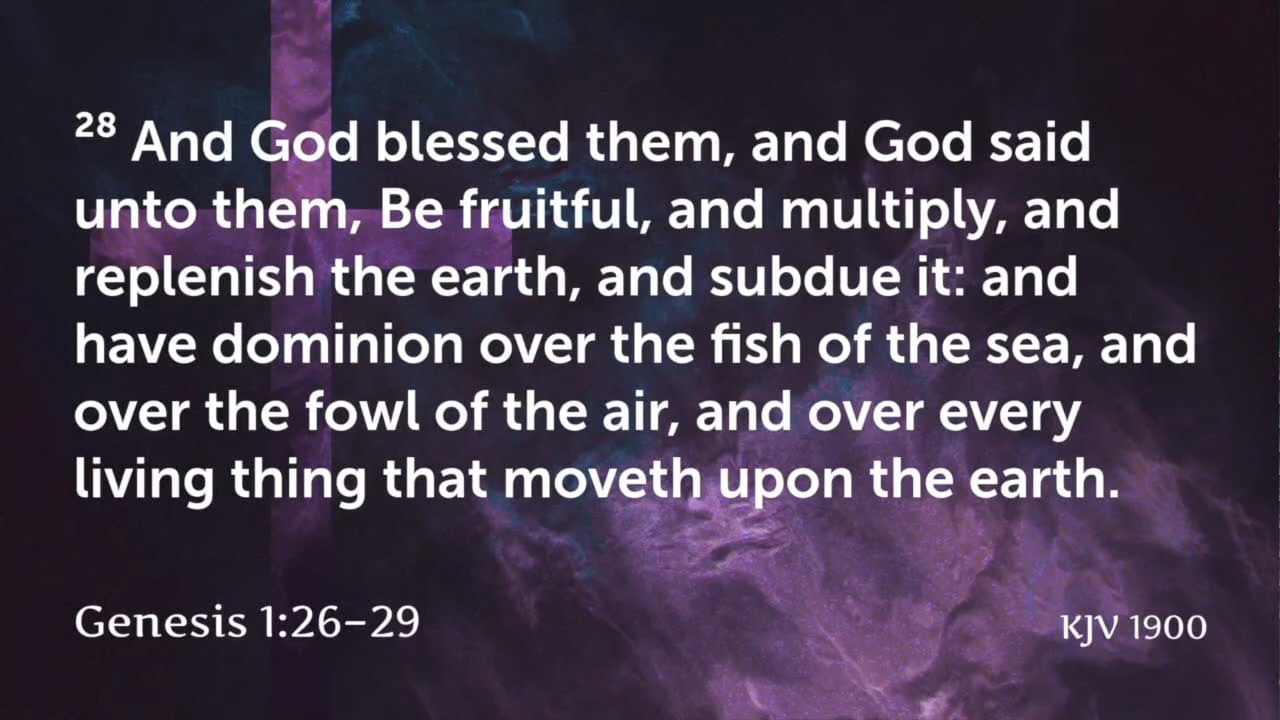 28 And God blessed them, and God said
unto them, Be fruitful, and multiply, and
replenish the earth, and subdue it: and
have dominion over the fish of the sea, and
over the fowl of the air, and over every
living thing that moveth upon the earth.
Genesis 1:26–29
KJV 1900